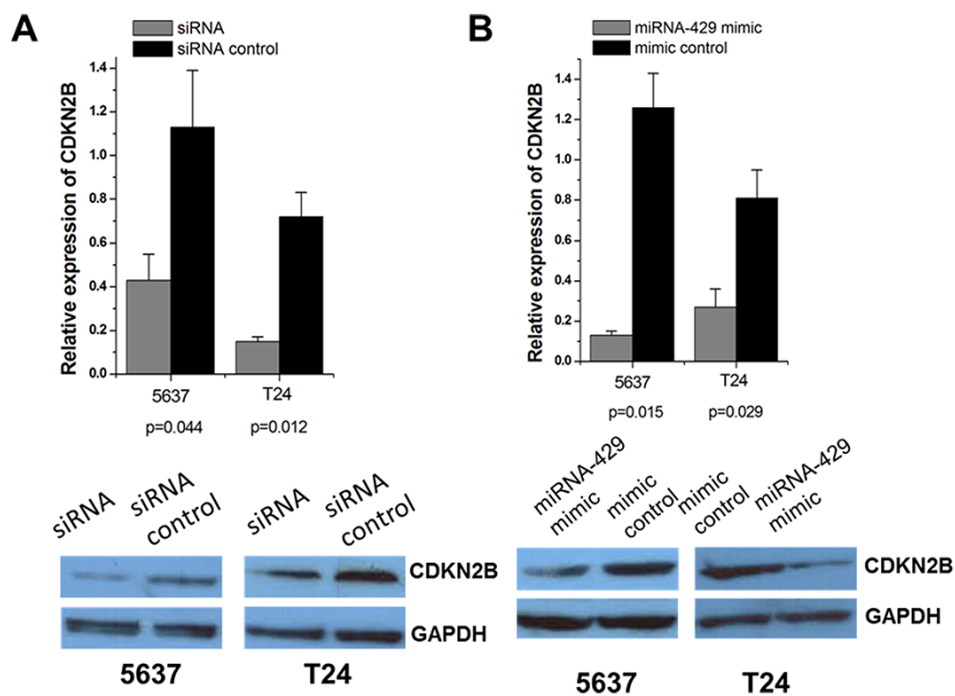 A
siRNA
siRNA control
Relative expression of CDKN2B
1.4
1.2
1.0
0.8
0.6
0.4
0.2
0.0
5637
T24
p=0.044
p=0.012
siRNA
siRNA
control
siRNA
siRNA
control
CDKN2B
GAPDH
5637
T24
B
miRNA-429 mimic
mimic control
Relative expression of CDKN2B
1.4
1.2
1.0
0.8
0.6
0.4
0.2
0.0
5637
T24
p=0.015
p=0.029
miRNA-429
mimic
mimic
control
mimic
control
miRNA-429
mimic
CDKN2B
GAPDH
5637
T24